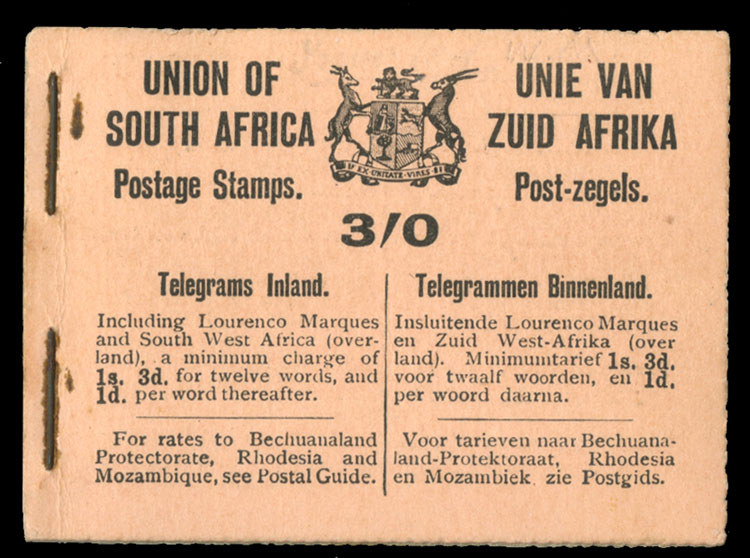 UNION OF
SOUTH AFRICA
Postage Stamps.
EX UNITATE VIRES
UNIE VAN
ZUID AFRIKA
Post-zegels.
3/0
Telegrams Inland.
Including Lourenco Marques
and South West Africa (over-
land), a minimum charge of
1s. 3d. for twelve words, and
1d. per word thereafter.
For rates to Bechuanaland
Protectorate, Rhodesia and
Mozambique, see Postal Guide.
Telegrammen Binnenland.
Insluitende Lourenco Marques
en Zuid West-Afrika (over
land). Minimumtarief 1s. 3d.
voor twaalf woorden, en 1d.
per woord daarna.
Voor tarieven naar Bechuana-
land-Protektoraat, Rhodesia
en Mozambiek zie Postgids.